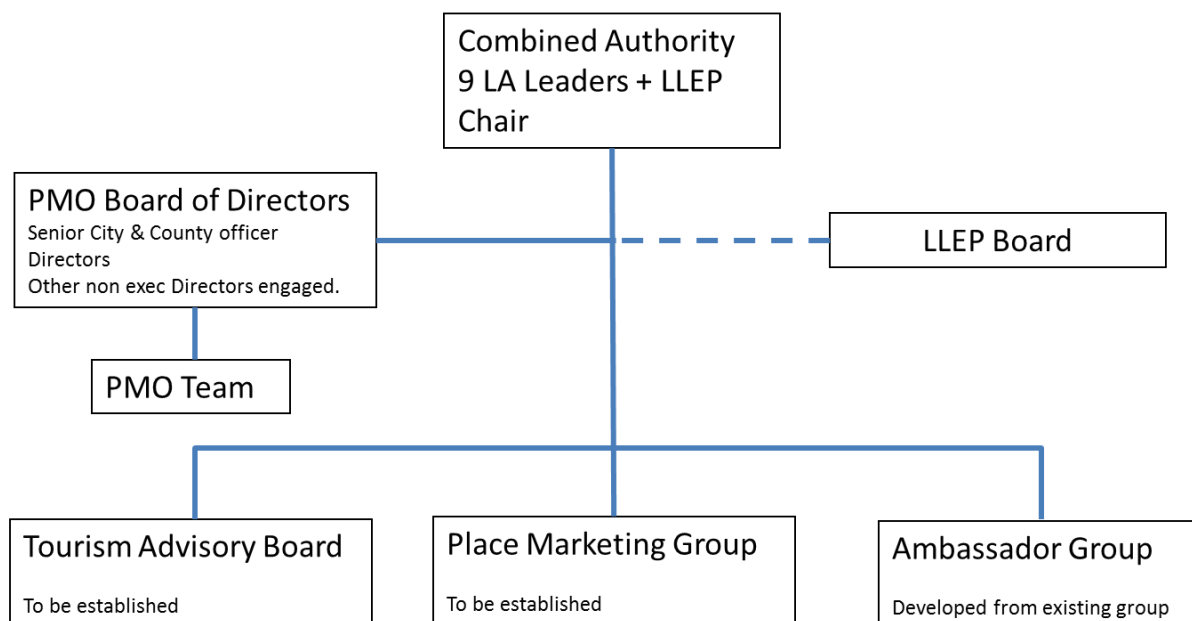 Combined Authority
9 LA Leaders + LLEP
Chair
PMO Board of Directors
Senior City & County officer
Directors
Other non exec Directors engaged.
LLEP Board
PMO Team
Tourism Advisory Board
To be established
Place Marketing Group
To be established
Ambassador Group
Developed from existing group